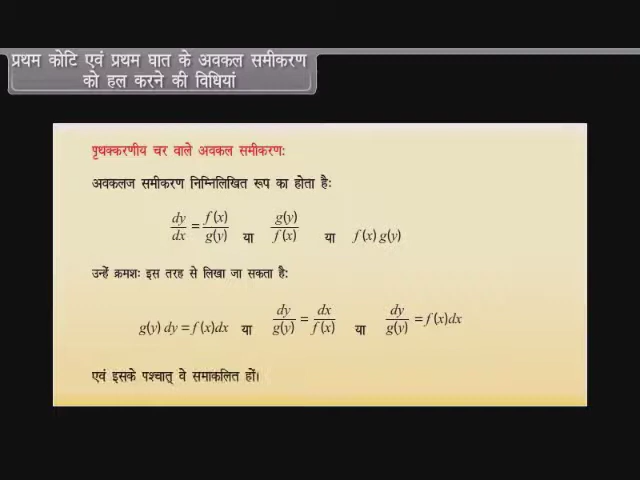 प्रथम कोटि एवं प्रथम घात के अवकल समीकरण
को हल करने की विधियां
पृथक्करणीय चर वाले अवकल समीकरणः
अवकलज समीकरण निम्निलिखित रूप का होता हैः
dy/dx = f(x)/g(y) या g(y)/f(x) या f(x) g(y)
उन्हें क्रमशः इस तरह से लिखा जा सकता हैः
g(y) dy = f(x)dx या dy/g(y) = dx/f(x) या dy/g(y) = f(x)dx
एवं इसके पश्चात् वे समाकलित हों।